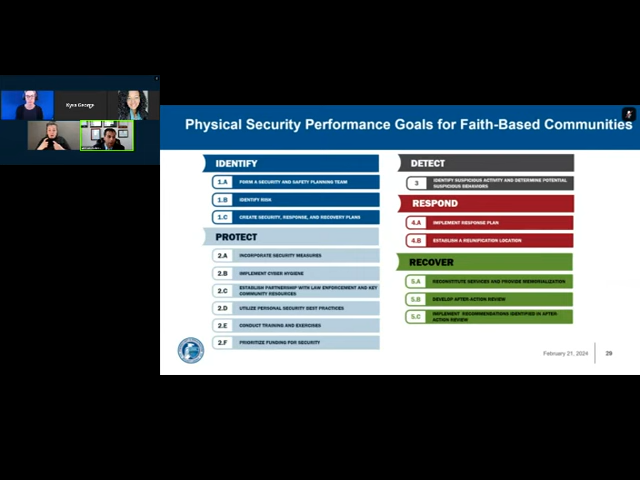 Kyra George
Physical Security Performance Goals for Faith-Based Communities
IDENTIFY
1.A FORM A SECURITY AND SAFETY PLANNING TEAM
1.B IDENTIFY RISK
1.C CREATE SECURITY, RESPONSE, AND RECOVERY PLANS
PROTECT
2.A INCORPORATE SECURITY MEASURES
2.B IMPLEMENT CYBER HYGIENE
2.C ESTABLISH PARTNERSHIP WITH LAW ENFORCEMENT AND KEY
COMMUNITY RESOURCES
2.D UTILIZE PERSONAL SECURITY BEST PRACTICES
2.E CONDUCT TRAINING AND EXERCISES
2.F PRIORITIZE FUNDING FOR SECURITY
DETECT
3 IDENTIFY SUSPICIOUS ACTIVITY AND DETERMINE POTENTIAL
SUSPICIOUS BEHAVIORS
RESPOND
4.A IMPLEMENT RESPONSE PLAN
4.B ESTABLISH A REUNIFICATION LOCATION
RECOVER
5.A RECONSTITUTE SERVICES AND PROVIDE MEMORIALIZATION
5.B DEVELOP AFTER-ACTION REVIEW
5.C IMPLEMENT RECOMMENDATIONS IDENTIFIED IN AFTER-
ACTION REVIEW
February 21, 2024
29